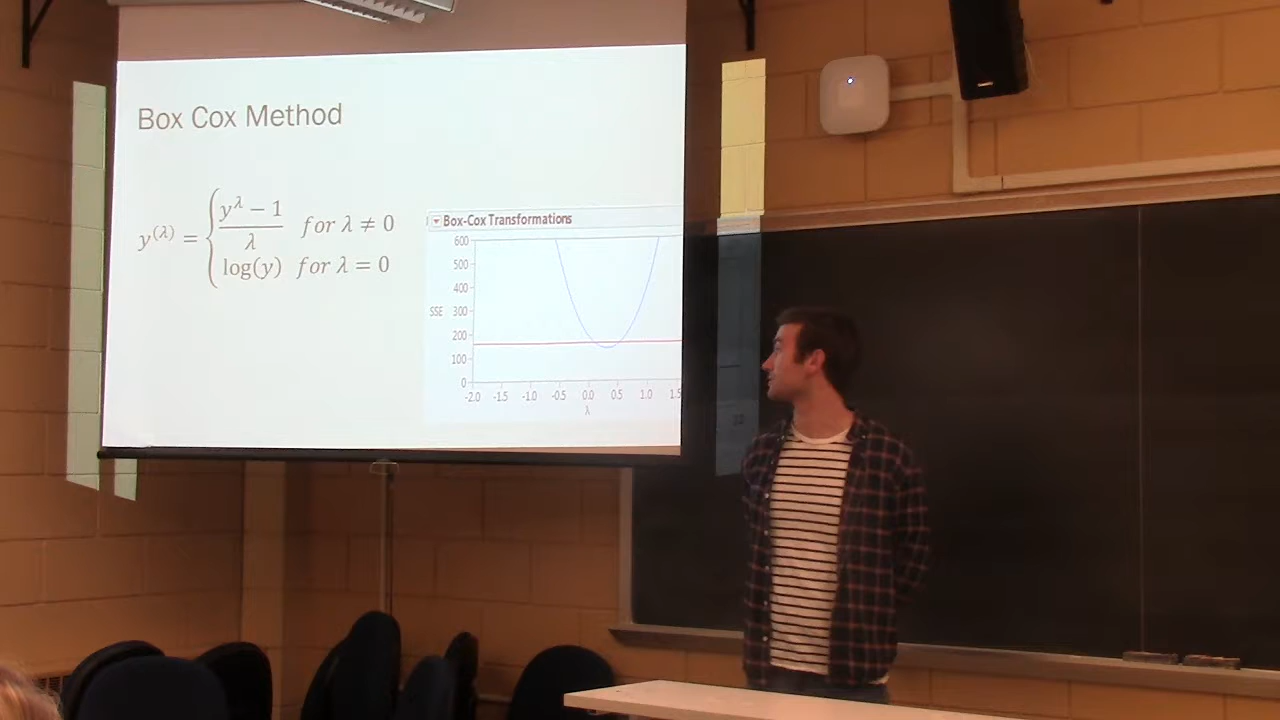 Box Cox Method
y^(λ) = { (y^λ − 1)/λ for λ ≠ 0
log(y) for λ = 0
Box-Cox Transformations
600
500
400
SSE 300
200
100
0
-2.0 -1.5 -1.0 -0.5 0.0 0.5 1.0 1.5
λ